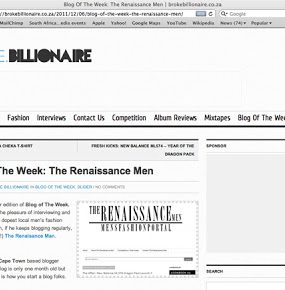 Blog Of The Week: The Renaissance Men | brokebillionaire.co.za
/brokebillionaire.co.za/2011/12/06/blog-of-the-week-the-renaissance-men/
MailChimp South Afr...edia events Apple Yahoo! Google Maps YouTube Wikipedia News (5) Popular
E BILLIONAIRE
Fashion Interviews Contact Us Competition Album Reviews Mixtapes Blog Of The Week
A CHEKA T-SHIRT
FRESH KICKS: NEW BALANCE ML574 – YEAR OF THE
DRAGON PACK
SPONSOR
The Week: The Renaissance Men
E BILLIONAIRE IN BLOG OF THE WEEK, SLIDER / NO COMMENTS
r edition of Blog Of The Week.
he pleasure of interviewing and
dopest local men's fashion
n, if he keeps blogging regularly,
The Renaissance Men.
THE RENAISSANCE MEN
MENSFASHIONPORTAL
Cape Town based blogger
log is only one month old but
is how you start a blog folks.
SEARCH